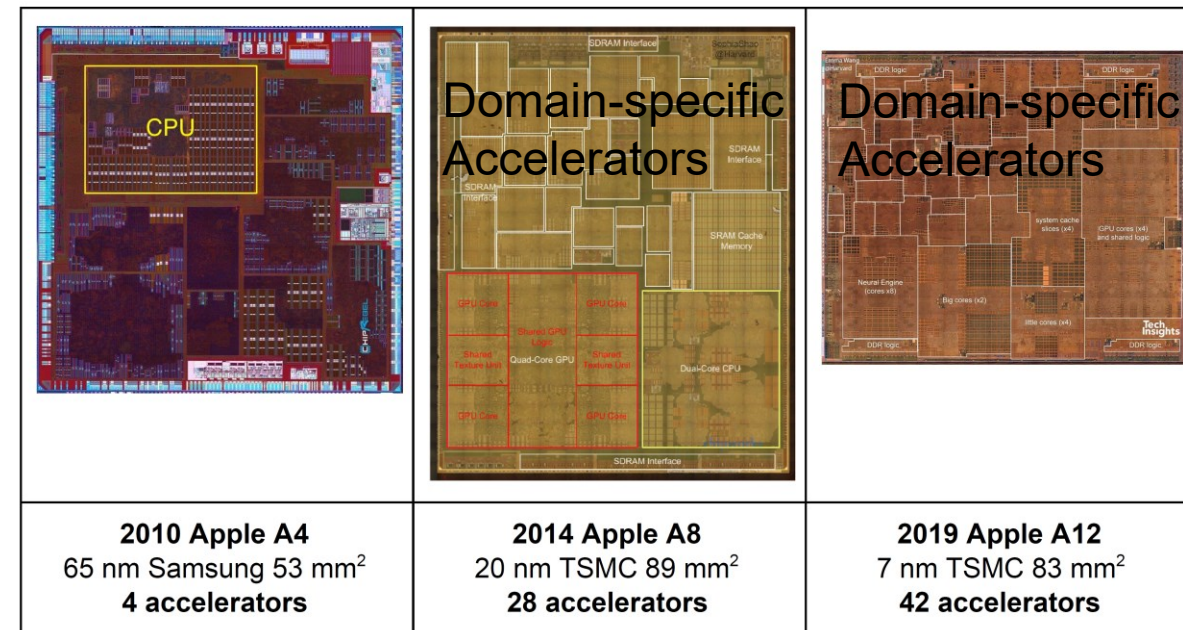 CPU
CHIPREBEL
SDRAM Interface
Domain-specific
Accelerators
SDRAM
Interface
SDRAM
Interface
SRAM Cache
Memory
GPU Core
GPU Core
Shared GPU
Logic
Shared
Texture Unit
Quad-Core GPU
Shared
Texture Unit
Dual-Core CPU
GPU Core
GPU Core
SDRAM Interface
DDR logic
DDR logic
Domain-specific
Accelerators
system cache
slices (x4)
GPU cores (x4)
and shared logic
Neural Engine
(cores x8)
Big cores (x2)
little cores (x4)
Tech
Insights
DDR logic
DDR logic
2010 Apple A4
65 nm Samsung 53 mm²
4 accelerators
2014 Apple A8
20 nm TSMC 89 mm²
28 accelerators
2019 Apple A12
7 nm TSMC 83 mm²
42 accelerators